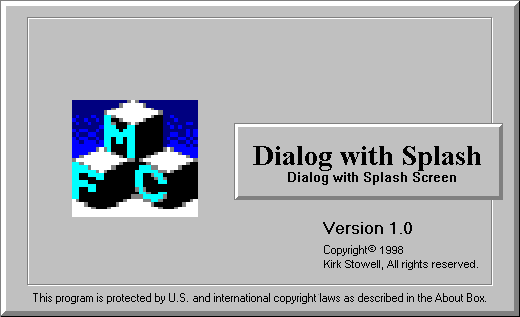 M
F C
Dialog with Splash
Dialog with Splash Screen
Version 1.0
Copyright© 1998
Kirk Stowell, All rights reserved.
This program is protected by U.S. and international copyright laws as described in the About Box.